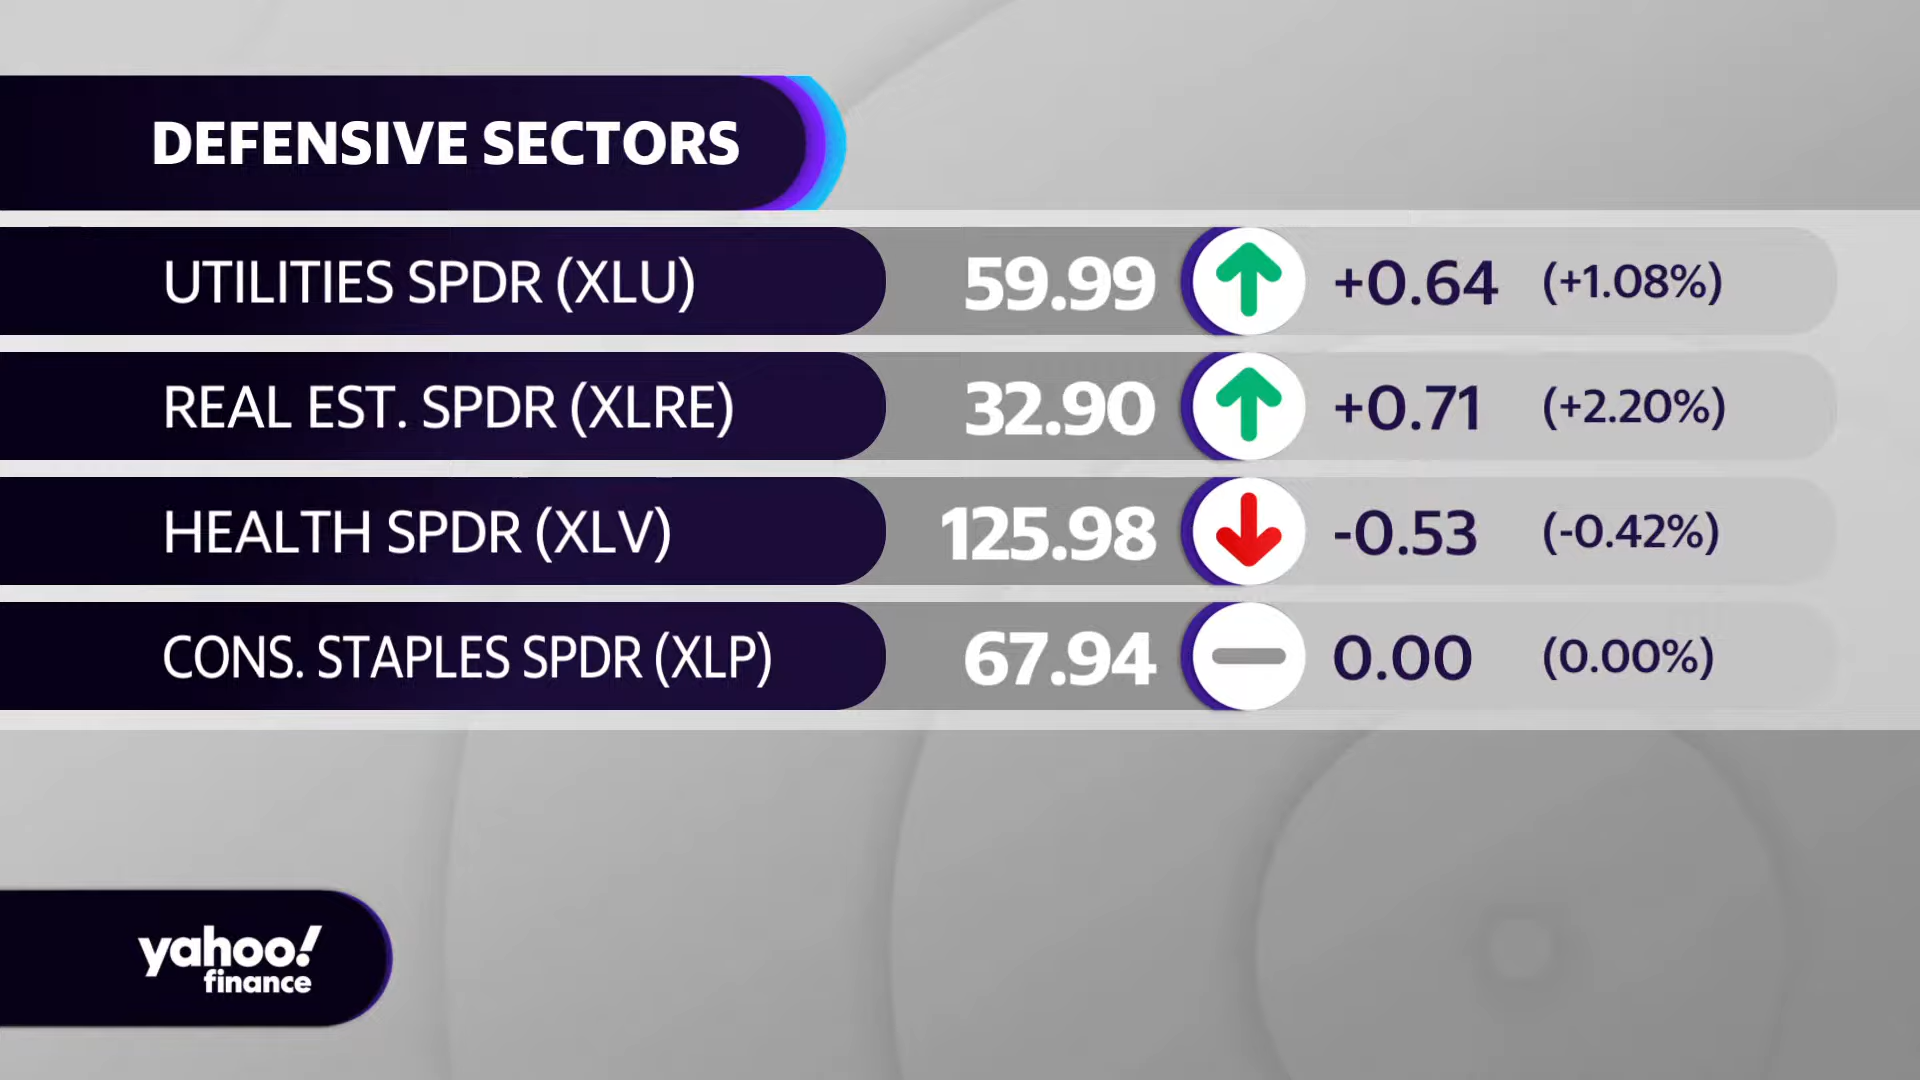 DEFENSIVE SECTORS
UTILITIES SPDR (XLU) 59.99 +0.64 (+1.08%)
REAL EST. SPDR (XLRE) 32.90 +0.71 (+2.20%)
HEALTH SPDR (XLV) 125.98 -0.53 (-0.42%)
CONS. STAPLES SPDR (XLP) 67.94 0.00 (0.00%)
yahoo!
finance